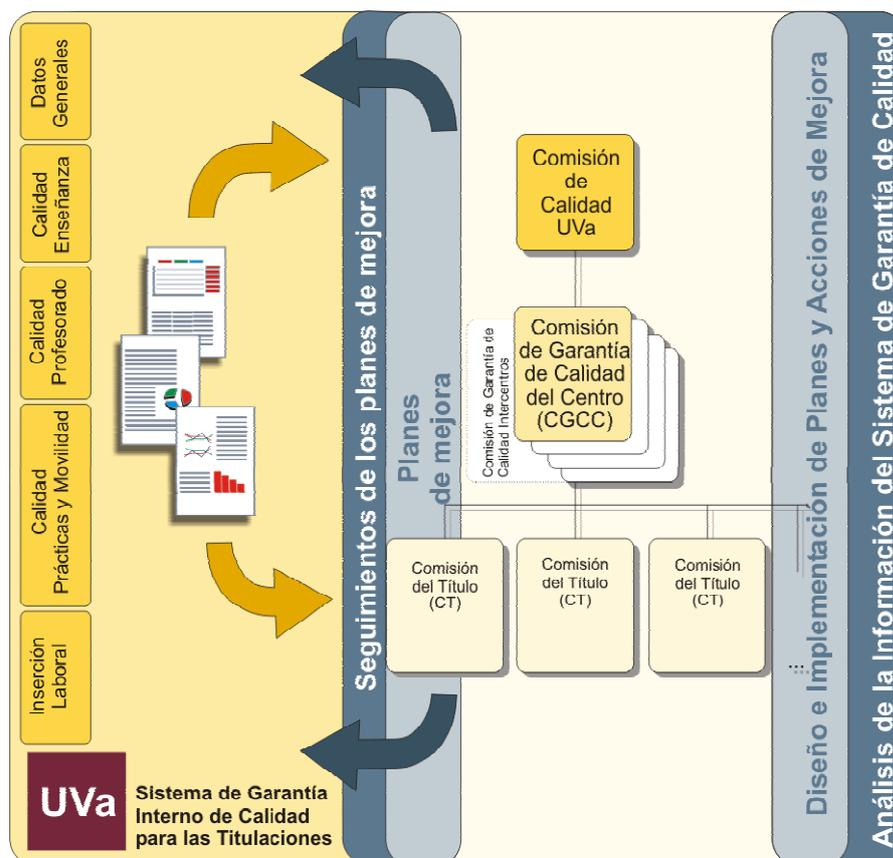 Datos
Generales
Calidad
Enseñanza
Calidad
Profesorado
Calidad
Prácticas y Movilidad
Inserción
Laboral
UVa
Sistema de Garantía
Interno de Calidad
para las Titulaciones
Seguimientos de los planes de mejora
Planes
de mejora
Comisión
de
Calidad
UVa
Comisión de Garantía de
Calidad Intercentros
Comisión
de Garantía
de Calidad
del Centro
(CGCC)
Comisión
del Título
(CT)
Comisión
del Título
(CT)
Comisión
del Título
(CT)
...
Diseño e Implementación de Planes y Acciones de Mejora
Análisis de la Información del Sistema de Garantía de Calidad